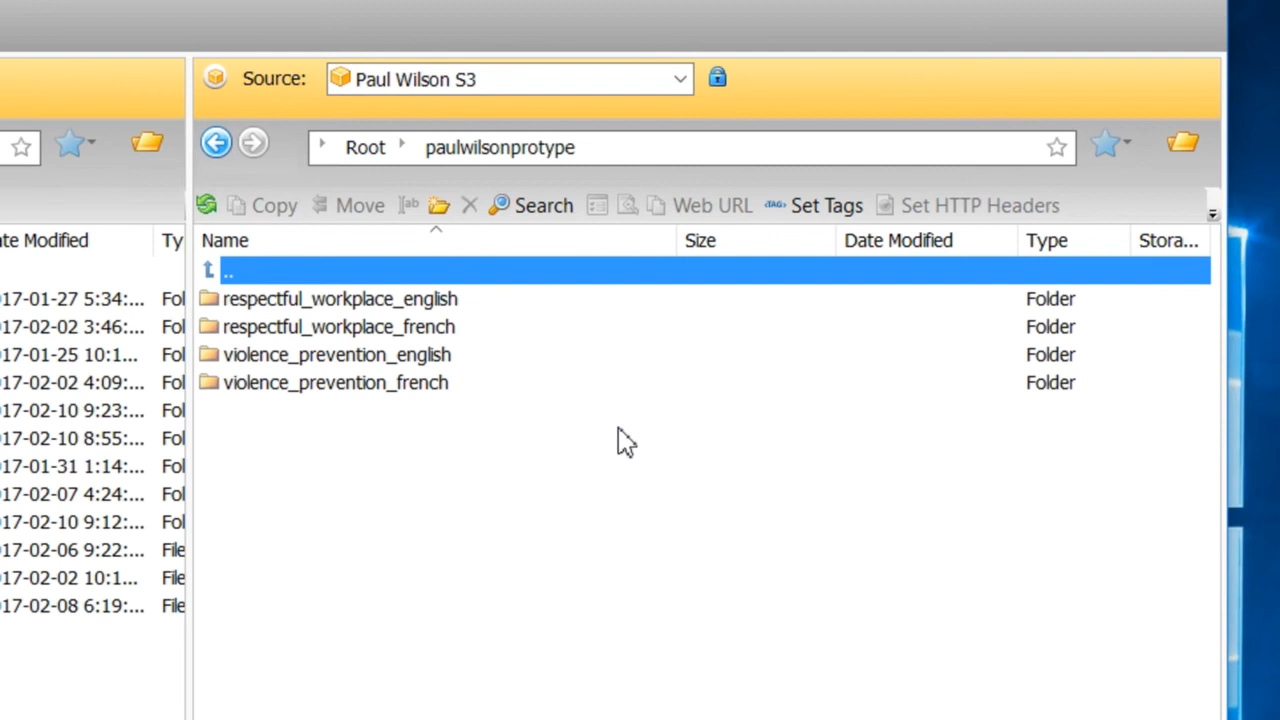 Source: Paul Wilson S3
Root paulwilsonprotype
Copy Move Search Web URL Set Tags Set HTTP Headers
Name Size Date Modified Type Stora...
..
respectful_workplace_english Folder
respectful_workplace_french Folder
violence_prevention_english Folder
violence_prevention_french Folder
ate Modified Ty
17-01-27 5:34:... Fol
17-02-02 3:46:... Fol
17-01-25 10:1... Fol
17-02-02 4:09:... Fol
17-02-10 9:23:... Fol
17-02-10 8:55:... Fol
17-01-31 1:14:... Fol
17-02-07 4:24:... Fol
17-02-10 9:12:... Fol
17-02-06 9:22:... File
17-02-02 10:1... File
17-02-08 6:19:... File